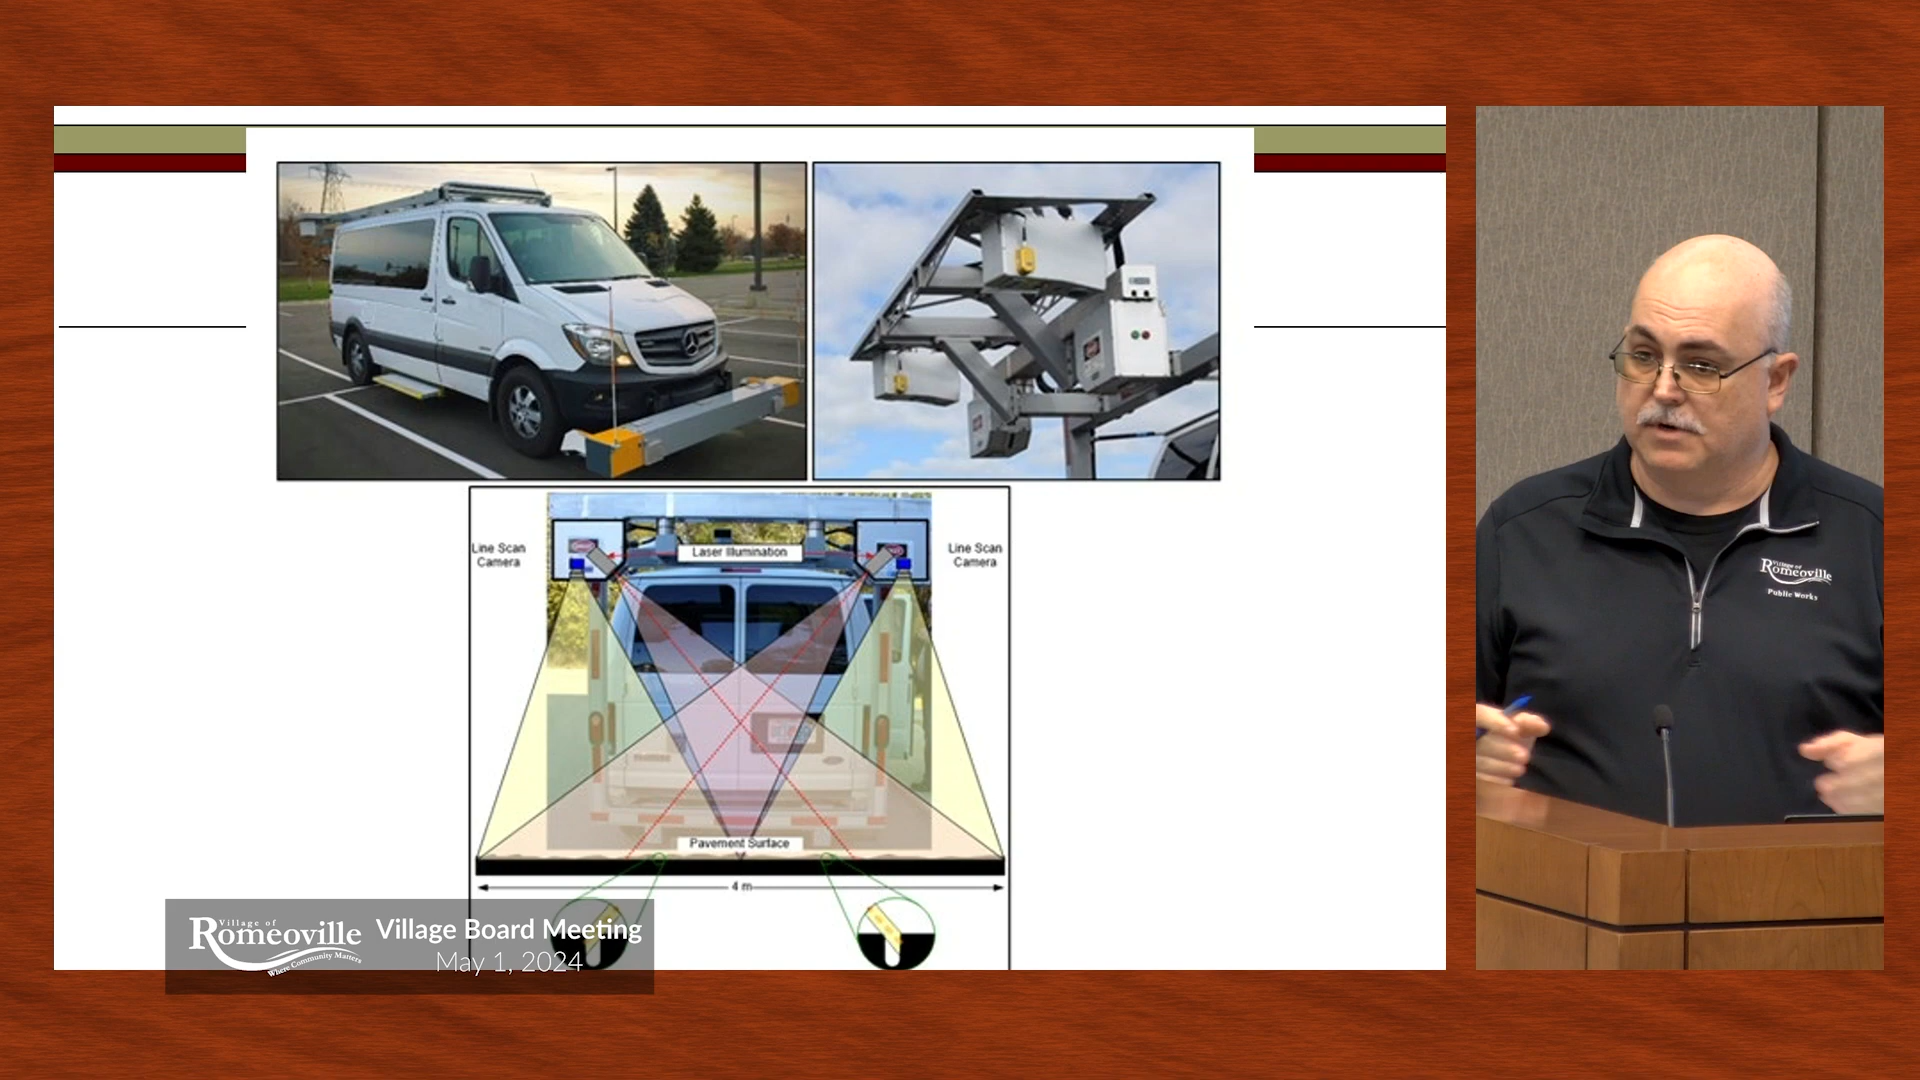 Line Scan
Camera
Laser Illumination
Line Scan
Camera
Pavement Surface
4 m
Village of
Romeoville
Where Community Matters
Village Board Meeting
May 1, 2024
Village of
Romeoville
Public Works